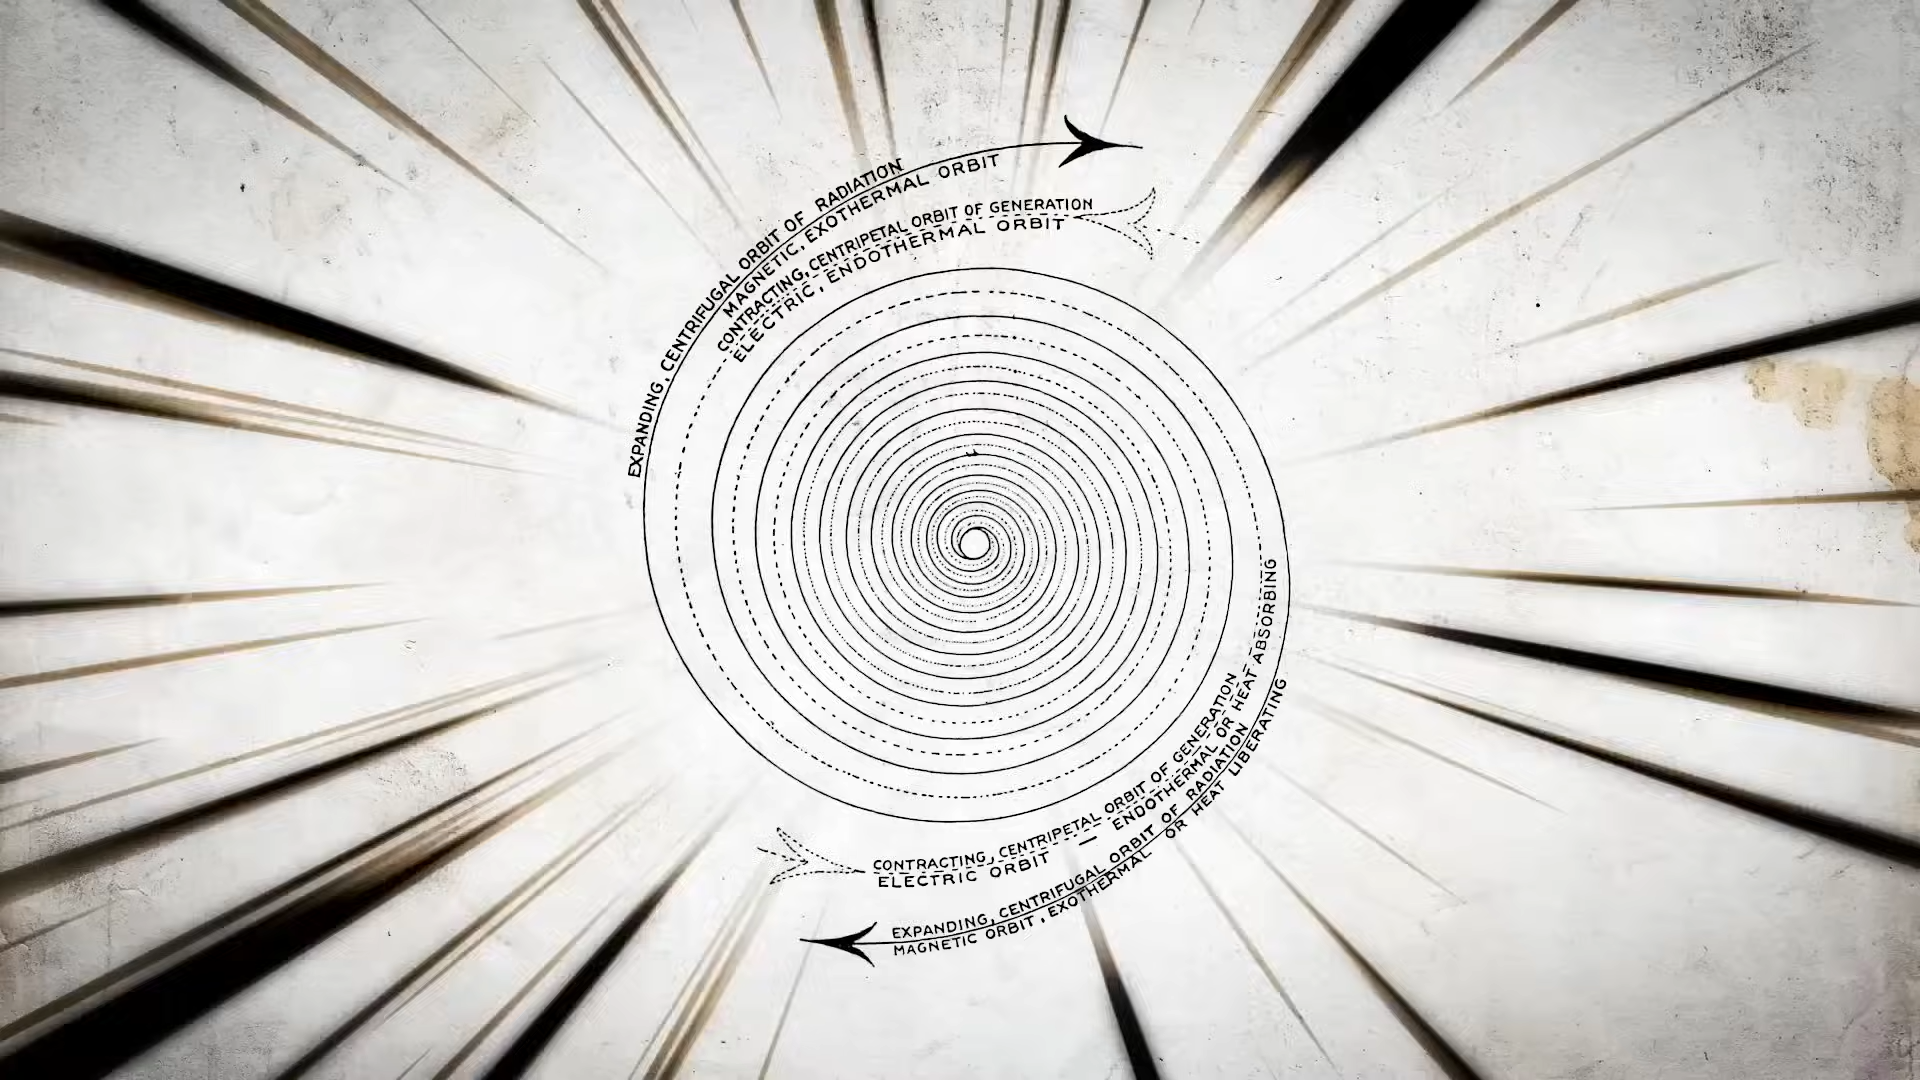 EXPANDING, CENTRIFUGAL ORBIT OF RADIATION
MAGNETIC, EXOTHERMAL ORBIT
CONTRACTING, CENTRIPETAL ORBIT OF GENERATION
ELECTRIC, ENDOTHERMAL ORBIT
CONTRACTING, CENTRIPETAL ORBIT OF GENERATION
ELECTRIC ORBIT — ENDOTHERMAL OR HEAT ABSORBING
EXPANDING, CENTRIFUGAL ORBIT OF RADIATION
MAGNETIC ORBIT, EXOTHERMAL OR HEAT LIBERATING